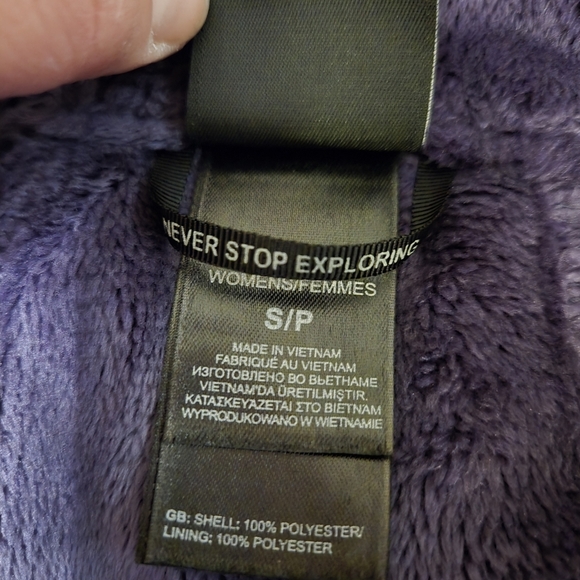 NEVER STOP EXPLORING
WOMENS/FEMMES
S/P
MADE IN VIETNAM
FABRIQUÉ AU VIETNAM
ИЗГОТОВЛЕНО ВО ВЬЕТНАМЕ
VIETNAM'DA ÜRETILMIŞTIR.
ΚΑΤΑΣΚΕΥΑΖΕΤΑΙ ΣΤΟ ΒΙΕΤΝΑΜ
WYPRODUKOWANO W WIETNAMIE
GB: SHELL: 100% POLYESTER/
LINING: 100% POLYESTER